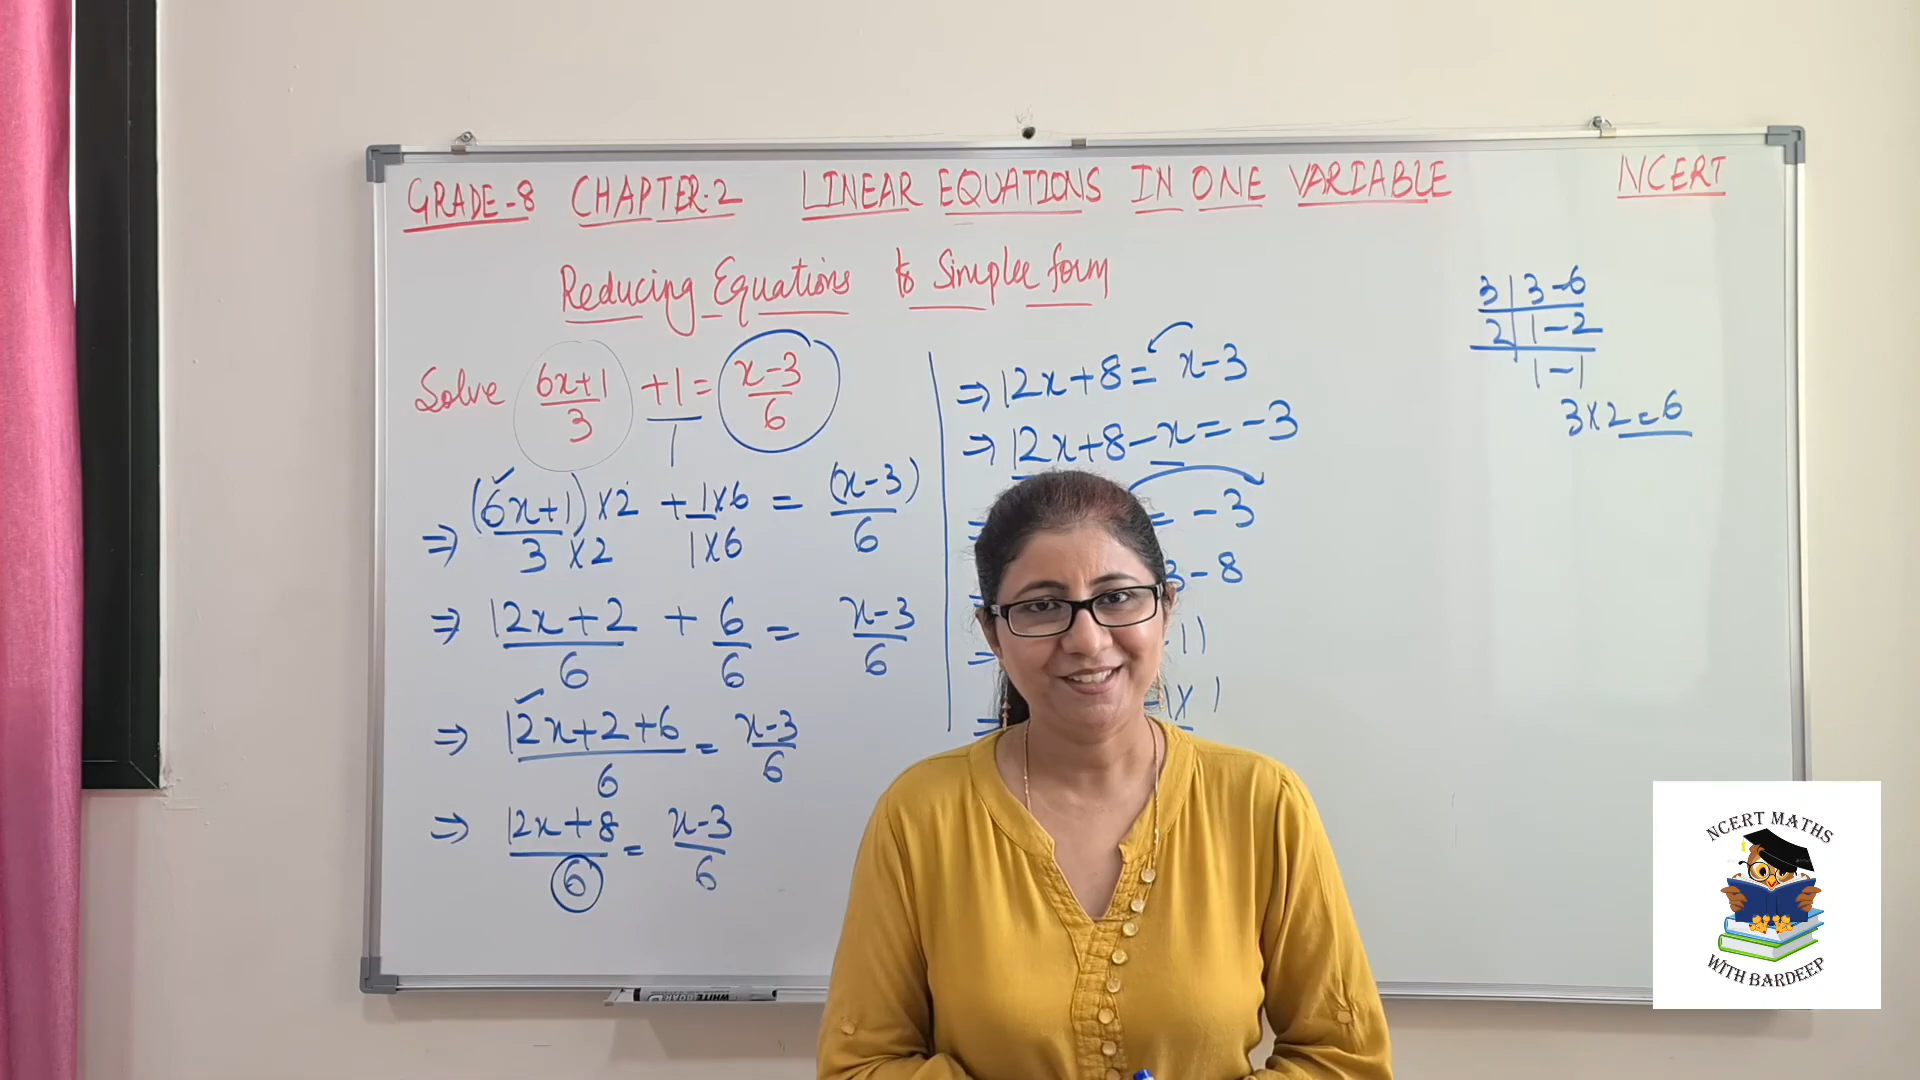 GRADE-8 CHAPTER-2 LINEAR EQUATIONS IN ONE VARIABLE NCERT
Reducing Equations to Simple form
Solve (6x+1)/3 + 1/1 = (x-3)/6
⇒ (6x+1)×2/3×2 + 1×6/1×6 = (x-3)/6
⇒ 12x+2/6 + 6/6 = x-3/6
⇒ 12x+2+6/6 = x-3/6
⇒ 12x+8/6 = x-3/6
⇒ 12x+8 = x-3
⇒ 12x+8-x = -3
= -3
3-8
11
3 | 3-6
2 | 1-2
1-1
3×2=6
NCERT MATHS
WITH BARDEEP